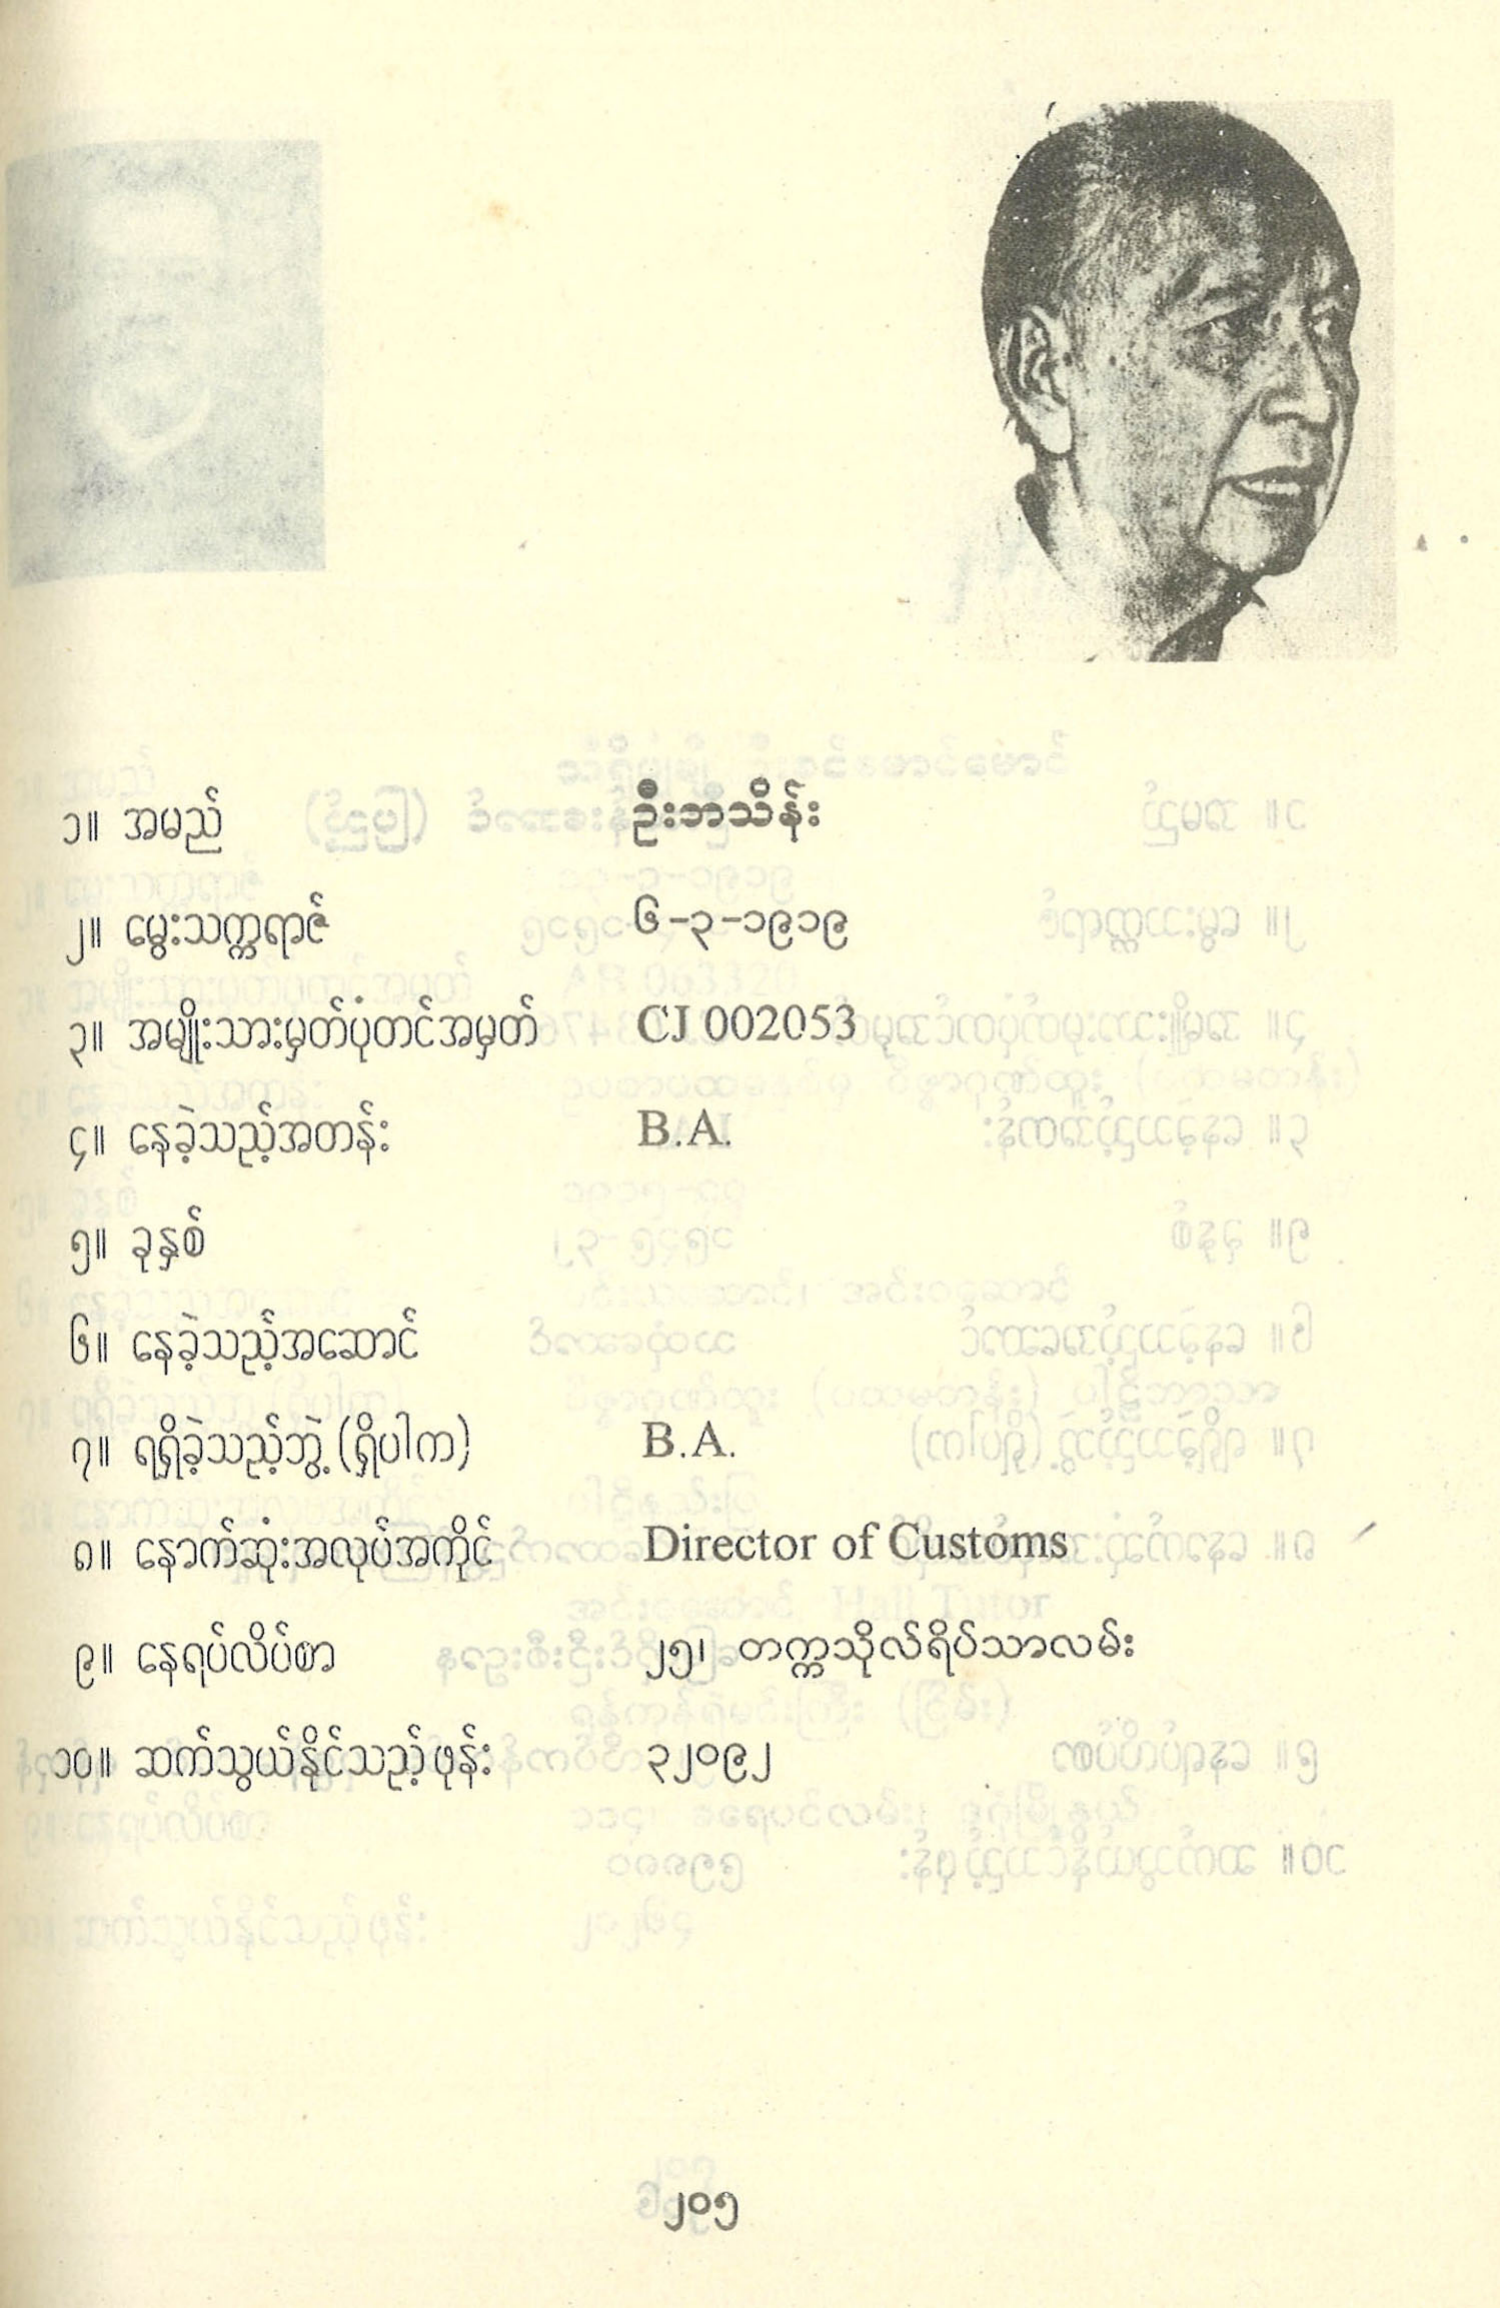 ၁။ အမည် ဦးဘသိန်း
၂။ မွေးသက္ကရာဇ် ၆-၃-၁၉၁၉
၃။ အမျိုးသားမှတ်ပုံတင်အမှတ် CJ 002053
၄။ နေခဲ့သည့်အတန်း B.A.
၅။ ခုနှစ်
၆။ နေခဲ့သည့်အဆောင်
၇။ ရရှိခဲ့သည့်ဘွဲ့ (ရှိပါက) B.A.
၈။ နောက်ဆုံးအလုပ်အကိုင် Director of Customs
၉။ နေရပ်လိပ်စာ ၂၅၊ တက္ကသိုလ်ရိပ်သာလမ်း
၁၀။ ဆက်သွယ်နိုင်သည့်ဖုန်း ၃၂၀၉၂
၂၀၅